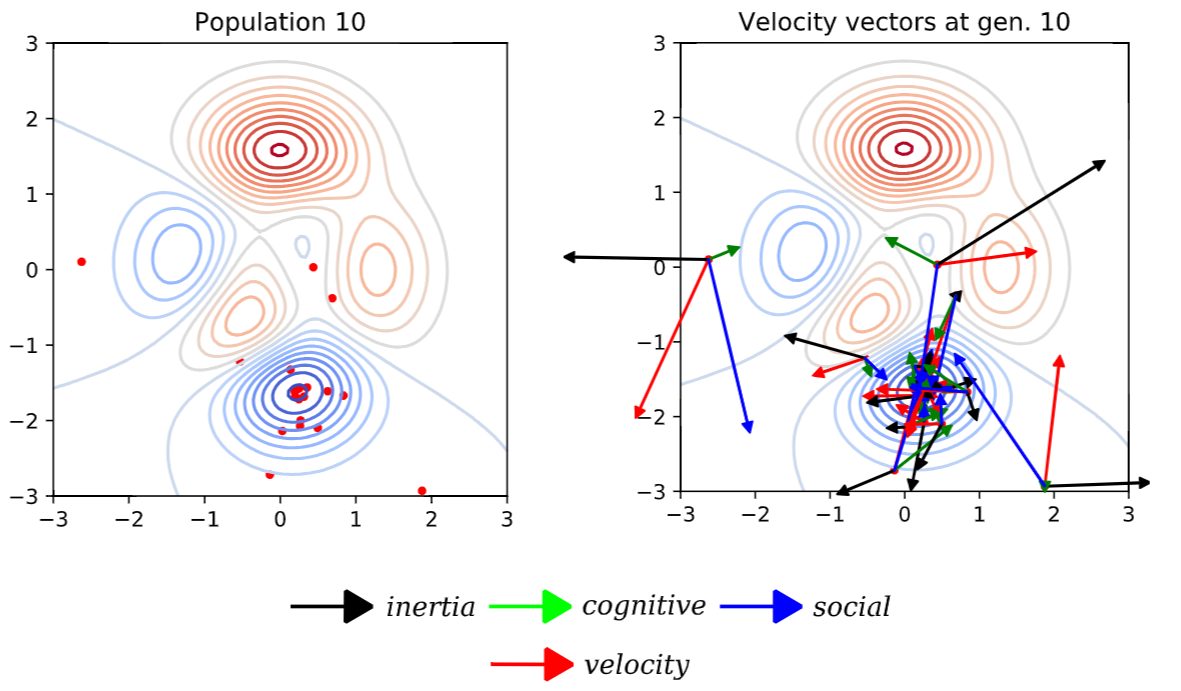 Population 10
Velocity vectors at gen. 10
3
2
1
0
−1
−2
−3
−3 −2 −1 0 1 2 3
3
2
1
0
−1
−2
−3
−3 −2 −1 0 1 2 3
inertia cognitive social
velocity